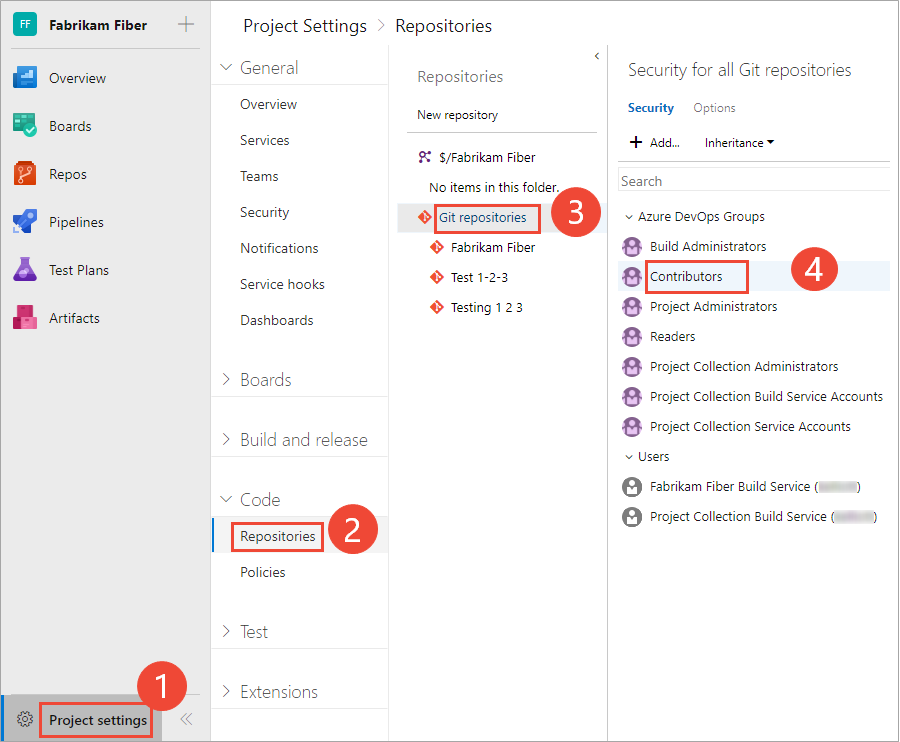 FF Fabrikam Fiber
Overview
Boards
Repos
Pipelines
Test Plans
Artifacts
1
Project settings
Project Settings > Repositories
General
Overview
Services
Teams
Security
Notifications
Service hooks
Dashboards
Boards
Build and release
Code
Repositories
2
Policies
Test
Extensions
Repositories
New repository
$/Fabrikam Fiber
No items in this folder.
Git repositories
3
Fabrikam Fiber
Test 1-2-3
Testing 1 2 3
Security for all Git repositories
Security Options
+ Add... Inheritance
Search
Azure DevOps Groups
Build Administrators
Contributors
4
Project Administrators
Readers
Project Collection Administrators
Project Collection Build Service Accounts
Project Collection Service Accounts
Users
Fabrikam Fiber Build Service ( )
Project Collection Build Service ( )